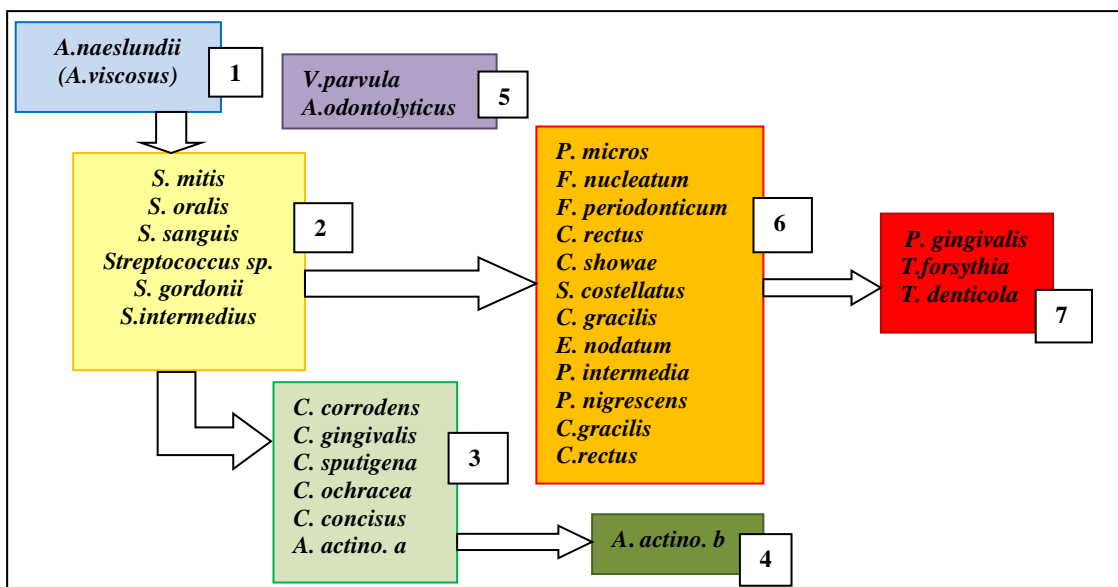 A.naeslundii
(A.viscosus)
1
V.parvula
A.odontolyticus
5
S. mitis
S. oralis
S. sanguis
Streptococcus sp.
S. gordonii
S.intermedius
2
P. micros
F. nucleatum
F. periodonticum
C. rectus
C. showae
S. costellatus
C. gracilis
E. nodatum
P. intermedia
P. nigrescens
C.gracilis
C.rectus
6
P. gingivalis
T.forsythia
T. denticola
7
C. corrodens
C. gingivalis
C. sputigena
C. ochracea
C. concisus
A. actino. a
3
A. actino. b
4